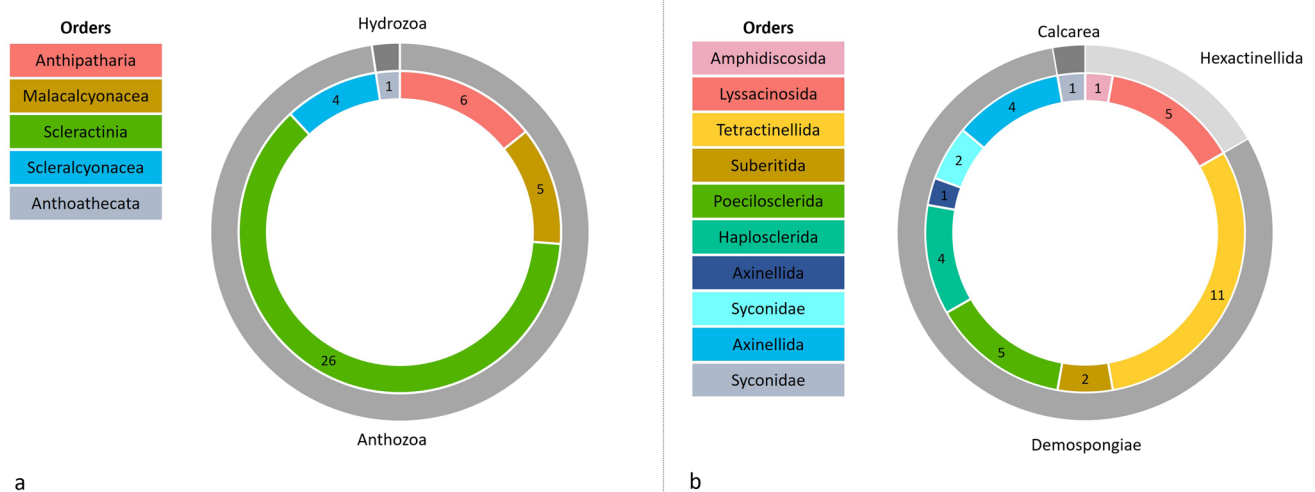 Orders
Anthipatharia
Malacalcyonacea
Scleractinia
Scleralcyonacea
Anthoathecata
Hydrozoa
1
6
5
26
4
Anthozoa
a
Orders
Amphidiscosida
Lyssacinosida
Tetractinellida
Suberitida
Poecilosclerida
Haplosclerida
Axinellida
Syconidae
Axinellida
Syconidae
Calcarea
Hexactinellida
1
1
5
11
2
5
4
1
2
4
Demospongiae
b